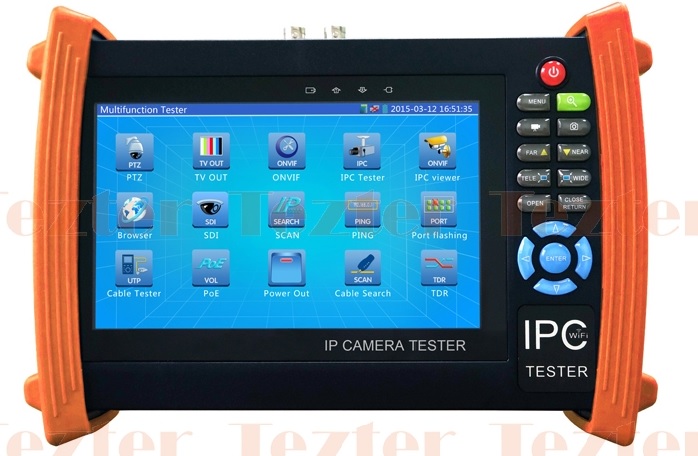 Multifunction Tester 2015-03-12 16:51:35
PTZ TV OUT ONVIF IPC ONVIF
PTZ TV OUT ONVIF IPC Tester IPC viewer
SDI IP SEARCH PING PORT
Browser SDI SCAN PING Port flashing
UTP PoE VOL SCAN TDR
Cable Tester PoE Power Out Cable Search TDR
IP CAMERA TESTER
MENU
FAR NEAR
TELE WIDE
OPEN CLOSE RETURN
ENTER
IPC WiFi
TESTER
Tezter Tezter Tezter
Tezter Tezter Tezter